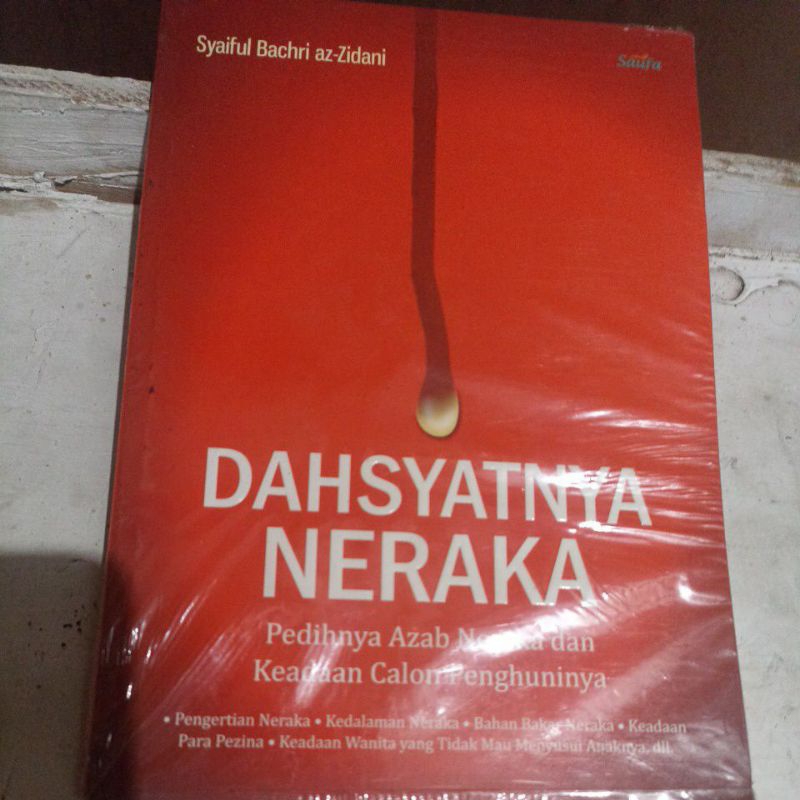 Syaiful Bachri az-Zidani
Saufa
DAHSYATNYA
NERAKA
Pedihnya Azab Neraka dan
Keadaan Calon Penghuninya
• Pengertian Neraka • Kedalaman Neraka • Bahan Bakar Neraka • Keadaan
Para Pezina • Keadaan Wanita yang Tidak Mau Menyusui Anaknya, dll.